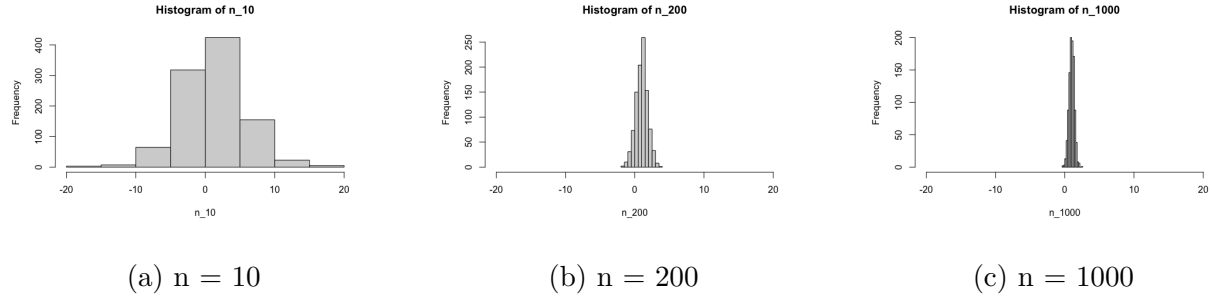 Histogram of n_10
Frequency
0 100 200 300 400
-20 -10 0 10 20
n_10
(a) n = 10
Histogram of n_200
Frequency
0 50 100 150 200 250
-20 -10 0 10 20
n_200
(b) n = 200
Histogram of n_1000
Frequency
0 50 100 150 200
-20 -10 0 10 20
n_1000
(c) n = 1000